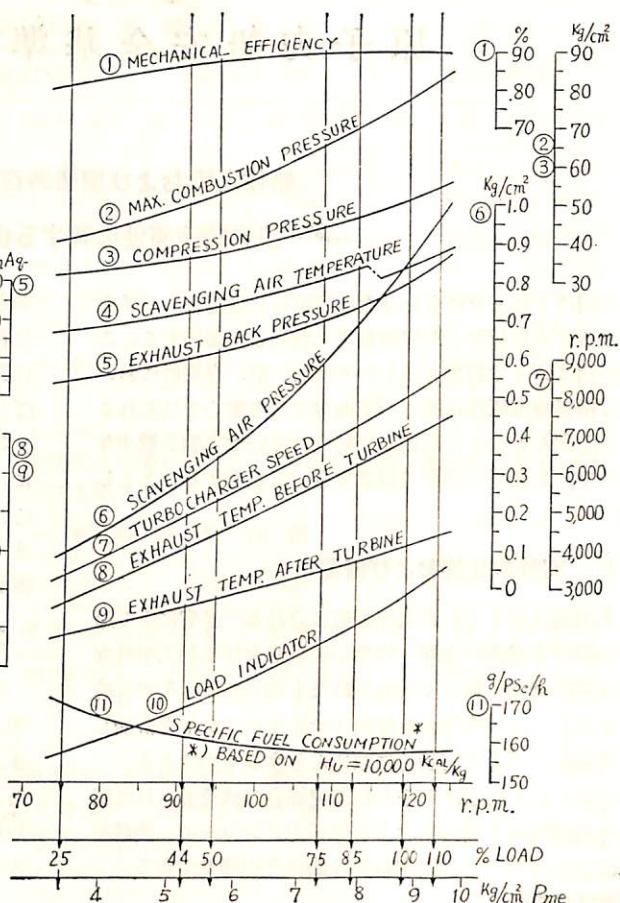 ① MECHANICAL EFFICIENCY
② MAX. COMBUSTION PRESSURE
③ COMPRESSION PRESSURE
④ SCAVENGING AIR TEMPERATURE
⑤ EXHAUST BACK PRESSURE
⑥ SCAVENGING AIR PRESSURE
⑦ TURBOCHARGER SPEED
⑧ EXHAUST TEMP. BEFORE TURBINE
⑨ EXHAUST TEMP. AFTER TURBINE
⑩ LOAD INDICATOR
⑪ SPECIFIC FUEL CONSUMPTION *
*) BASED ON Hu = 10,000 KCAL/Kg
Aq
⑤
⑧
⑨
①
%
90
80
70
Kg/cm²
90
80
70
60
50
40
30
②
③
Kg/cm²
⑥
1.0
0.9
0.8
0.7
0.6
0.5
0.4
0.3
0.2
0.1
0
r.p.m.
⑦
9,000
8,000
7,000
6,000
5,000
4,000
3,000
g/PSe/h
⑪
170
160
150
70 80 90 100 110 120 r.p.m.
25 44 50 75 85 100 110 % LOAD
4 5 6 7 8 9 10 Kg/cm² Pme